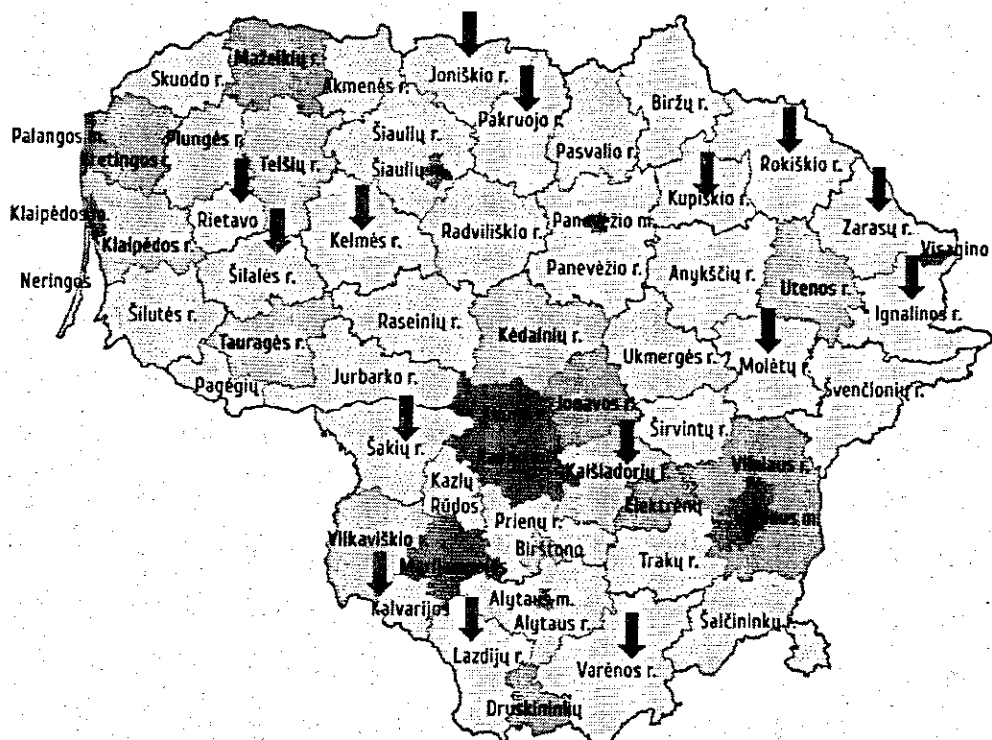 Mažeikių r.
Skuodo r.
Akmenės r.
Joniškio r.
Biržų r.
Pakruojo r.
Palangos m.
Kretingos r.
Plungės r.
Telšių r.
Šiaulių r.
Šiaulių
Pasvalio r.
Rokiškio r.
Kupiškio r.
Klaipėdos
Klaipėdos r.
Rietavo
Kelmės r.
Radviliškio r.
Panevėžio m.
Zarasų r.
Visagino
Neringos
Šilalės r.
Panevėžio r.
Anykščių r.
Utenos r.
Ignalinos r.
Šilutės r.
Tauragės r.
Raseinių r.
Kėdainių r.
Ukmergės r.
Molėtų r.
Pagėgių
Jurbarko r.
Jonavos r.
Švenčionių r.
Šakių r.
Širvintų r.
Kazlų
Rūdos
Kaišiadorių r.
Vilniaus r.
Elektrėnų
Prienų r.
Vilkaviškio r.
Birštono
Trakų r.
Kalvarijos
Alytaus m.
Alytaus r.
Šalčininkų r.
Lazdijų r.
Varėnos r.
Druskininkų